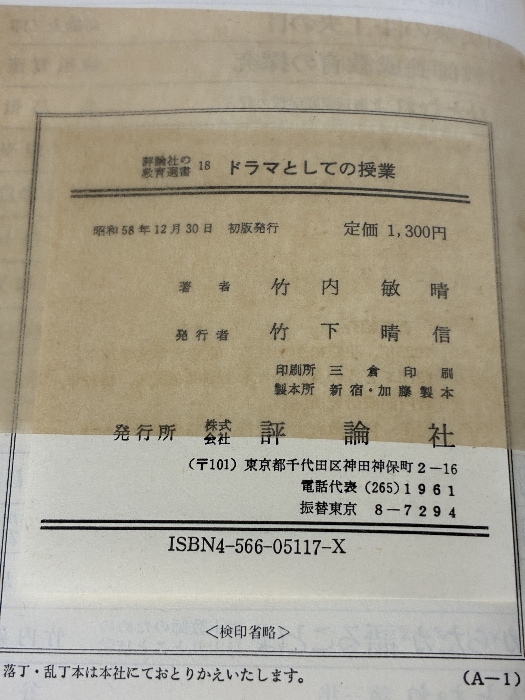 評論社の
教育選書 18 ドラマとしての授業
昭和58年12月30日 初版発行 定価 1,300円
著者 竹内敏晴
発行者 竹下晴信
印刷所 三倉印刷
製本所 新宿・加藤製本
発行所 株式会社 評論社
(〒101) 東京都千代田区神田神保町2-16
電話代表 (265) 1961
振替東京 8-7294
ISBN4-566-05117-X
<検印省略>
落丁・乱丁本は本社にておとりかえいたします。 (A-1)